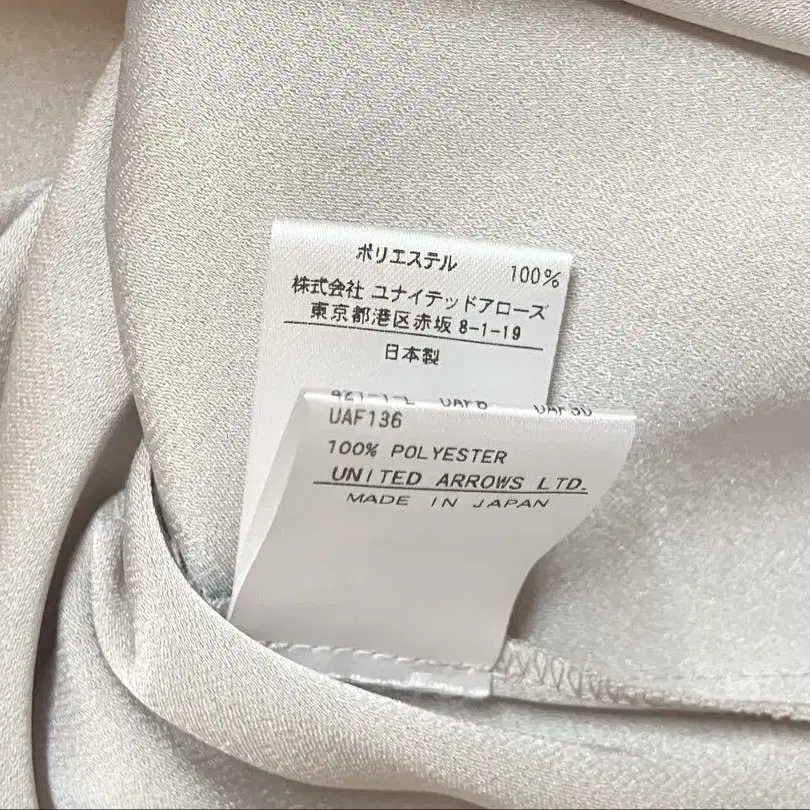 ポリエステル 100%
株式会社 ユナイテッドアローズ
東京都港区赤坂 8-1-19
日本製
UAF136
100% POLYESTER
UNITED ARROWS LTD.
MADE IN JAPAN